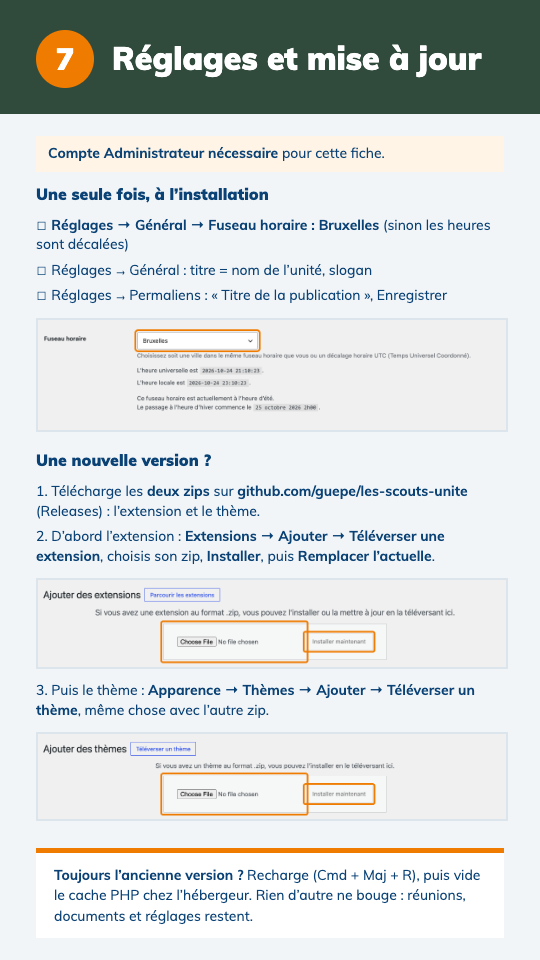 7
Réglages et mise à jour
Compte Administrateur nécessaire pour cette fiche.
Une seule fois, à l’installation
□ Réglages → Général → Fuseau horaire : Bruxelles (sinon les heures
sont décalées)
□ Réglages → Général : titre = nom de l’unité, slogan
□ Réglages → Permaliens : « Titre de la publication », Enregistrer
Fuseau horaire
Bruxelles
Choisissez soit une ville dans le même fuseau horaire que vous ou un décalage horaire UTC (Temps Universel Coordonné).
L’heure universelle est 2026-10-24 21:10:23.
L’heure locale est 2026-10-24 23:10:23.
Ce fuseau horaire est actuellement à l’heure d’été.
Le passage à l’heure d’hiver commence le 25 octobre 2026 2h00.
Une nouvelle version ?
1. Télécharge les deux zips sur github.com/guepe/les-scouts-unite
(Releases) : l’extension et le thème.
2. D’abord l’extension : Extensions → Ajouter → Téléverser une
extension, choisis son zip, Installer, puis Remplacer l’actuelle.
Ajouter des extensions
Parcourir les extensions
Si vous avez une extension au format .zip, vous pouvez l’installer ou la mettre à jour en la téléversant ici.
Choose File No file chosen
Installer maintenant
3. Puis le thème : Apparence → Thèmes → Ajouter → Téléverser un
thème, même chose avec l’autre zip.
Ajouter des thèmes
Téléverser un thème
Si vous avez un thème au format .zip, vous pouvez l’installer en le téléversant ici.
Choose File No file chosen
Installer maintenant
Toujours l’ancienne version ? Recharge (Cmd + Maj + R), puis vide
le cache PHP chez l’hébergeur. Rien d’autre ne bouge : réunions,
documents et réglages restent.